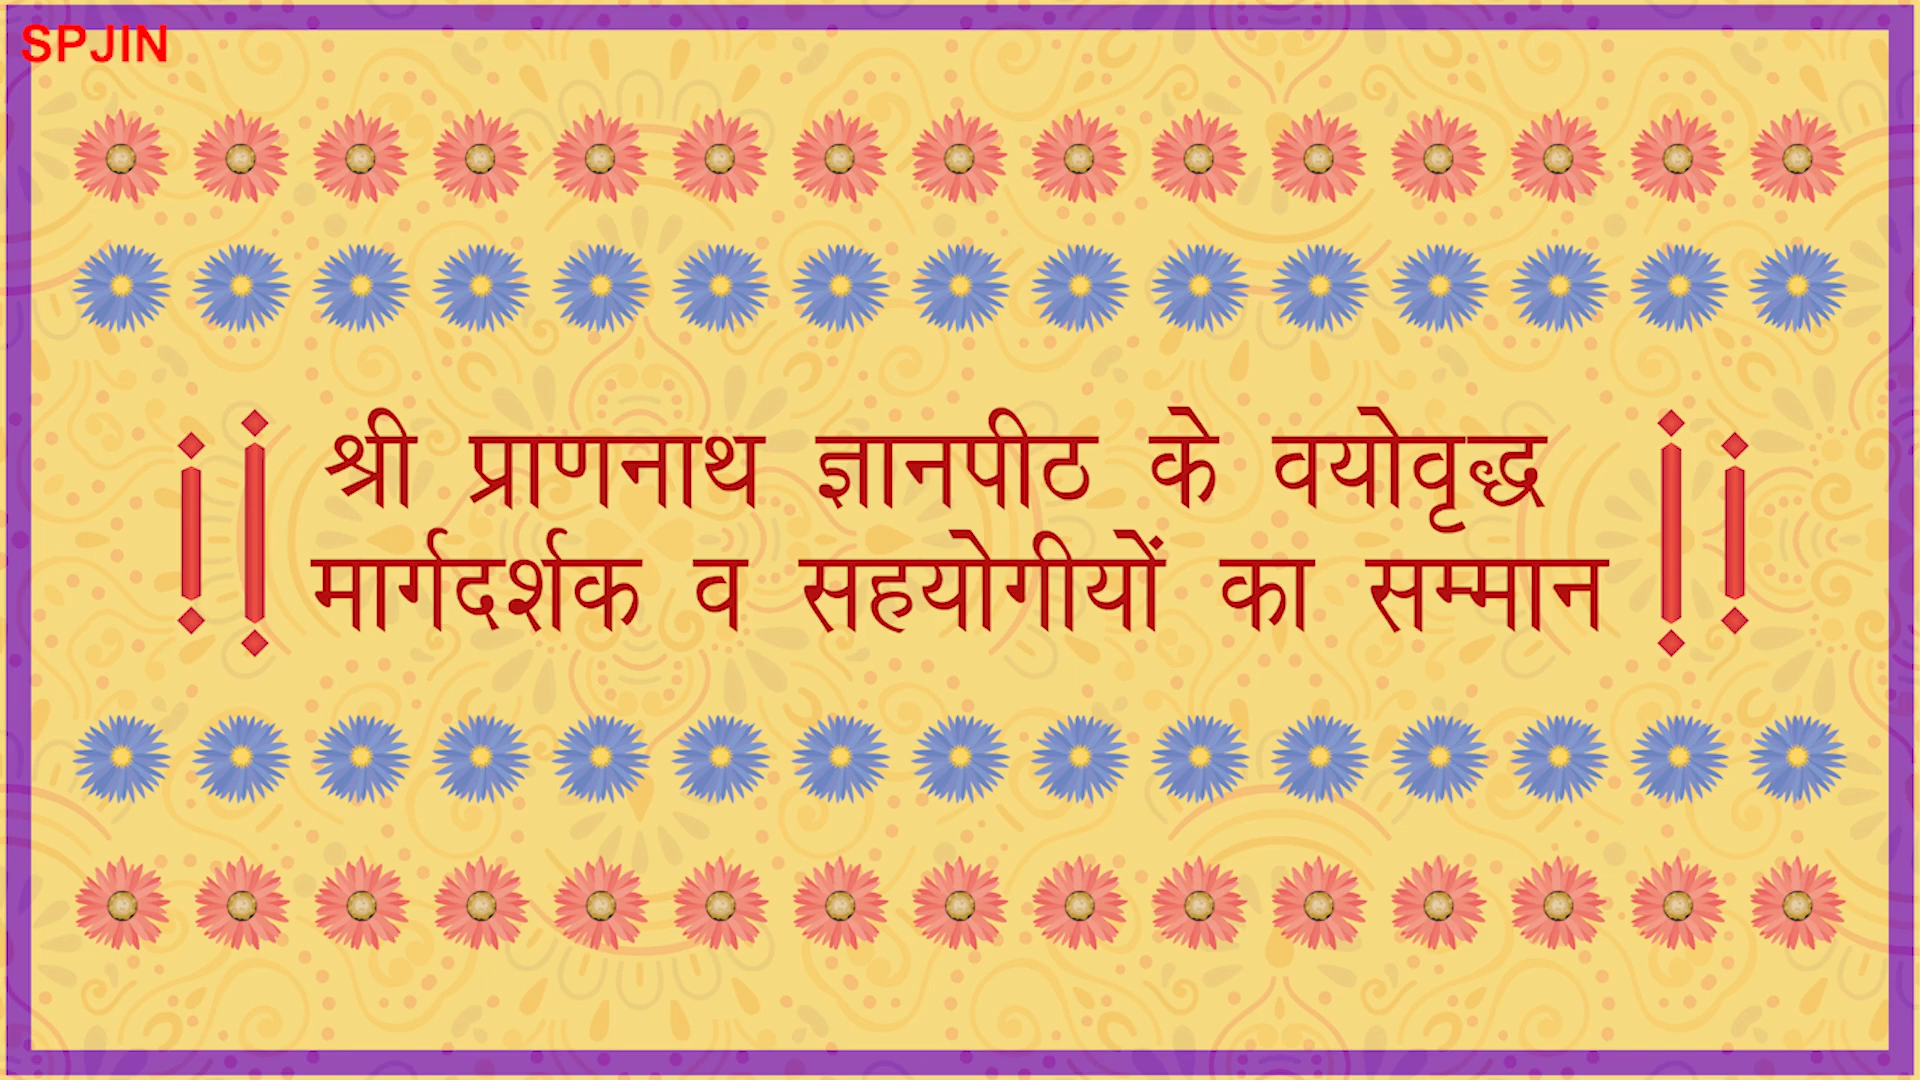 SPJIN
श्री प्राणनाथ ज्ञानपीठ के वयोवृद्ध
मार्गदर्शक व सहयोगीयों का सम्मान